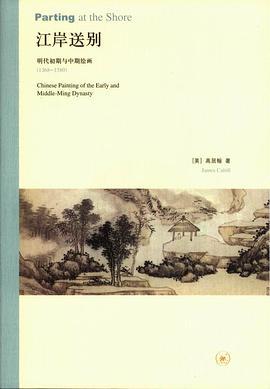 Parting at the Shore
江岸送别
明代初期与中期绘画
(1368—1580)
Chinese Painting of the Early and
Middle-Ming Dynasty
[美] 高居翰 著
James Cahill